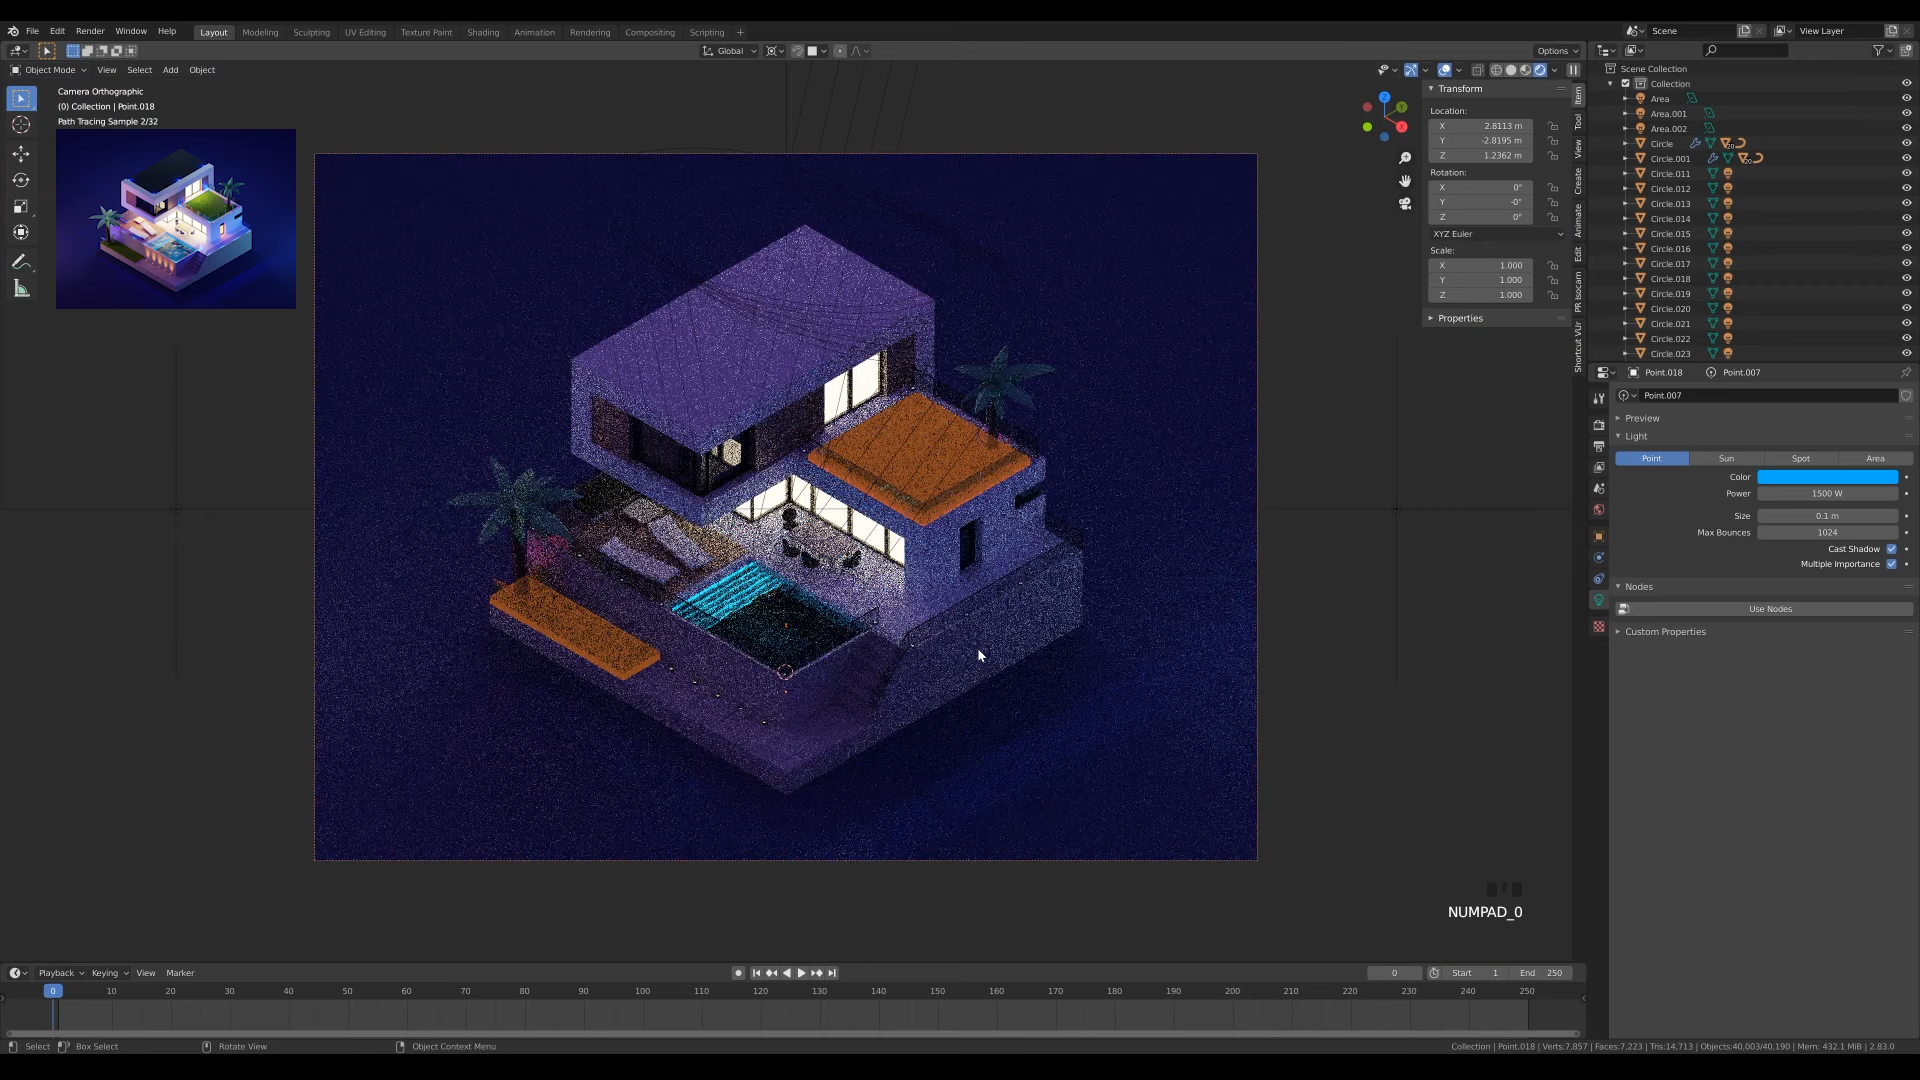 File Edit Render Window Help Layout Modeling Sculpting UV Editing Texture Paint Shading Animation Rendering Compositing Scripting + Scene View Layer
Global Options
Object Mode View Select Add Object
Camera Orthographic
(0) Collection | Point.018
Path Tracing Sample 2/32
Transform
Location:
X 2.8113 m
Y -2.8195 m
Z 1.2362 m
Rotation:
X 0°
Y -0°
Z 0°
XYZ Euler
Scale:
X 1.000
Y 1.000
Z 1.000
Properties
Item
Tool
View
Create
Animate
Edit
PR Isocam
Shortcut VUr
Scene Collection
Collection
Area
Area.001
Area.002
Circle
Circle.001
Circle.011
Circle.012
Circle.013
Circle.014
Circle.015
Circle.016
Circle.017
Circle.018
Circle.019
Circle.020
Circle.021
Circle.022
Circle.023
Point.018 Point.007
Point.007
Preview
Light
Point Sun Spot Area
Color
Power 1500 W
Size 0.1 m
Max Bounces 1024
Cast Shadow
Multiple Importance
Nodes
Use Nodes
Custom Properties
NUMPAD_0
Playback Keying View Marker 0 Start 1 End 250
0 10 20 30 40 50 60 70 80 90 100 110 120 130 140 150 160 170 180 190 200 210 220 230 240 250
Select Box Select Rotate View Object Context Menu Collection | Point.018 | Verts:7,857 | Faces:7,223 | Tris:14,713 | Objects:40,003/40,190 | Mem: 432.1 MiB | 2.83.0